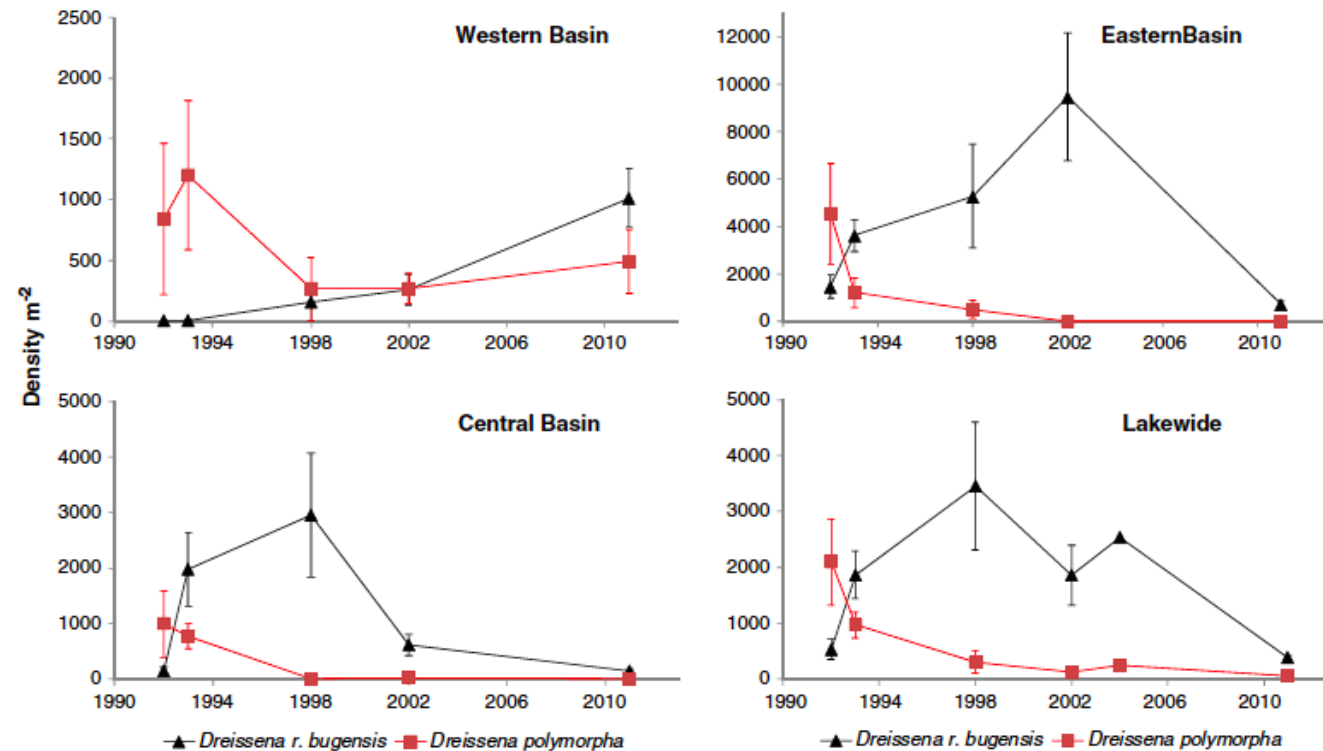 Western Basin
2500
2000
1500
1000
500
0
1990 1994 1998 2002 2006 2010
EasternBasin
12000
10000
8000
6000
4000
2000
0
1990 1994 1998 2002 2006 2010
Density m-2
Central Basin
5000
4000
3000
2000
1000
0
1990 1994 1998 2002 2006 2010
Dreissena r. bugensis Dreissena polymorpha
Lakewide
5000
4000
3000
2000
1000
0
1990 1994 1998 2002 2006 2010
Dreissena r. bugensis Dreissena polymorpha